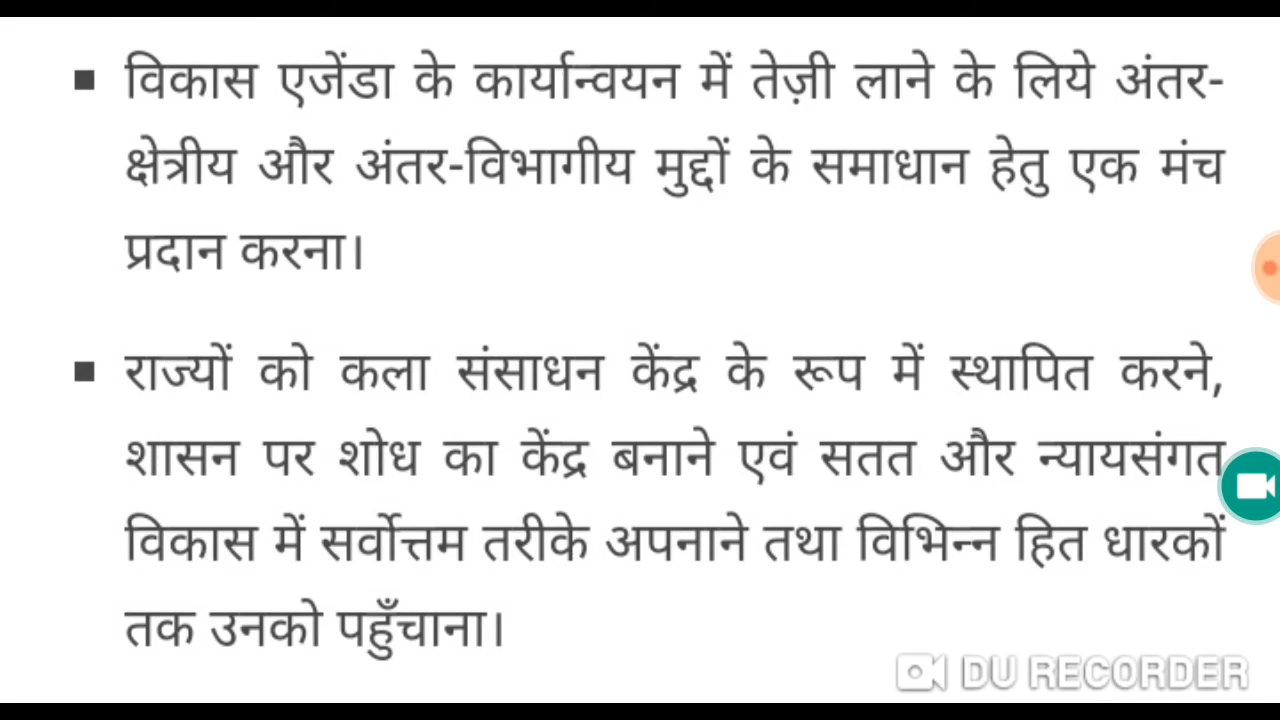 ▪ विकास एजेंडा के कार्यान्वयन में तेज़ी लाने के लिये अंतर-
क्षेत्रीय और अंतर-विभागीय मुद्दों के समाधान हेतु एक मंच
प्रदान करना।
▪ राज्यों को कला संसाधन केंद्र के रूप में स्थापित करने,
शासन पर शोध का केंद्र बनाने एवं सतत और न्यायसंगत
विकास में सर्वोत्तम तरीके अपनाने तथा विभिन्न हित धारकों
तक उनको पहुँचाना।
DU RECORDER